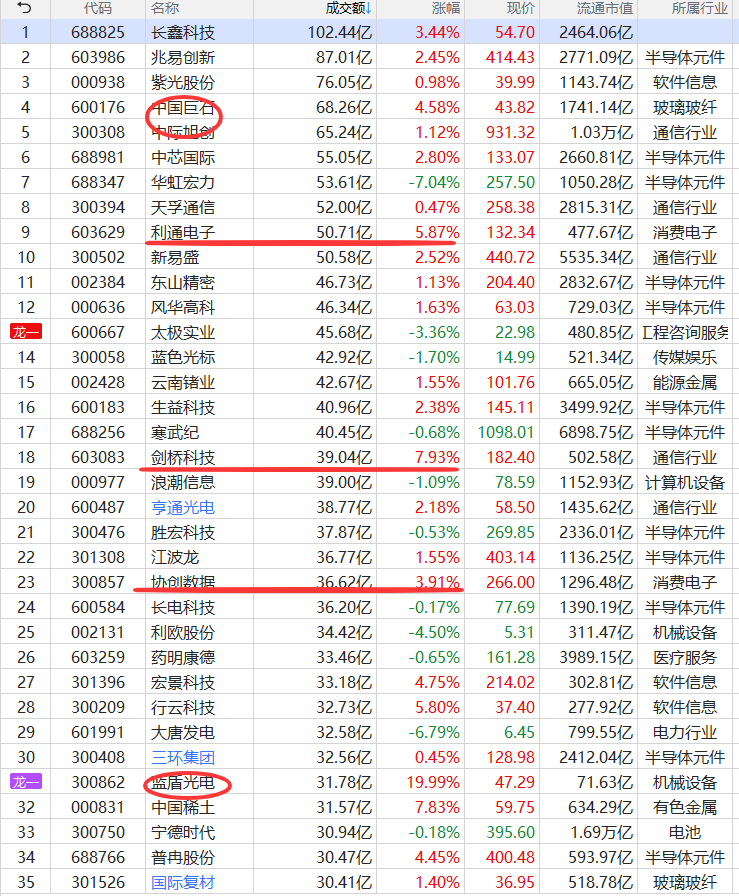 代码 名称 成交额↓ 涨幅 现价 流通市值 所属行业
1 688825 长鑫科技 102.44亿 3.44% 54.70 2464.06亿
2 603986 兆易创新 87.01亿 2.45% 414.43 2771.09亿 半导体元件
3 000938 紫光股份 76.05亿 0.98% 39.99 1143.74亿 软件信息
4 600176 中国巨石 68.26亿 4.58% 43.82 1741.14亿 玻璃玻纤
5 300308 中际旭创 65.24亿 1.12% 931.32 1.03万亿 通信行业
6 688981 中芯国际 55.05亿 2.80% 133.07 2660.81亿 半导体元件
7 688347 华虹宏力 53.61亿 -7.04% 257.50 1050.28亿 半导体元件
8 300394 天孚通信 52.00亿 0.47% 258.38 2815.31亿 通信行业
9 603629 利通电子 50.71亿 5.87% 132.34 477.67亿 消费电子
10 300502 新易盛 50.58亿 2.52% 440.72 5535.34亿 通信行业
11 002384 东山精密 46.73亿 1.13% 204.40 2832.67亿 半导体元件
12 000636 风华高科 46.34亿 1.63% 63.03 729.03亿 半导体元件
龙一 600667 太极实业 45.68亿 -3.36% 22.98 480.85亿 工程咨询服务
14 300058 蓝色光标 42.92亿 -1.70% 14.99 521.34亿 传媒娱乐
15 002428 云南锗业 42.67亿 1.55% 101.76 665.05亿 能源金属
16 600183 生益科技 40.96亿 2.38% 145.11 3499.92亿 半导体元件
17 688256 寒武纪 40.45亿 -0.68% 1098.01 6898.75亿 半导体元件
18 603083 剑桥科技 39.04亿 7.93% 182.40 502.58亿 通信行业
19 000977 浪潮信息 39.00亿 -1.09% 78.59 1152.93亿 计算机设备
20 600487 亨通光电 38.77亿 2.18% 58.50 1435.62亿 通信行业
21 300476 胜宏科技 37.87亿 -0.53% 269.85 2336.01亿 半导体元件
22 301308 江波龙 36.77亿 1.55% 403.14 1136.25亿 半导体元件
23 300857 协创数据 36.62亿 3.91% 266.00 1296.48亿 消费电子
24 600584 长电科技 36.20亿 -0.17% 77.69 1390.19亿 半导体元件
25 002131 利欧股份 34.42亿 -4.50% 5.31 311.47亿 机械设备
26 603259 药明康德 33.46亿 -0.65% 161.28 3989.15亿 医疗服务
27 301396 宏景科技 33.18亿 4.75% 214.02 302.81亿 软件信息
28 300209 行云科技 32.73亿 5.80% 37.40 277.92亿 软件信息
29 601991 大唐发电 32.58亿 -6.79% 6.45 799.55亿 电力行业
30 300408 三环集团 32.56亿 0.45% 128.98 2412.04亿 半导体元件
龙一 300862 蓝盾光电 31.78亿 19.99% 47.29 71.63亿 机械设备
32 000831 中国稀土 31.57亿 7.83% 59.75 634.29亿 有色金属
33 300750 宁德时代 30.94亿 -0.18% 395.60 1.69万亿 电池
34 688766 普冉股份 30.47亿 4.45% 400.48 593.97亿 半导体元件
35 301526 国际复材 30.41亿 1.40% 36.95 518.78亿 玻璃玻纤